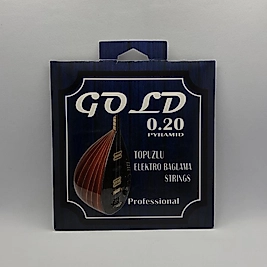 GOLD
0.20
PYRAMID
TOPUZLU
ELEKTRO BAGLAMA
STRINGS
Professional